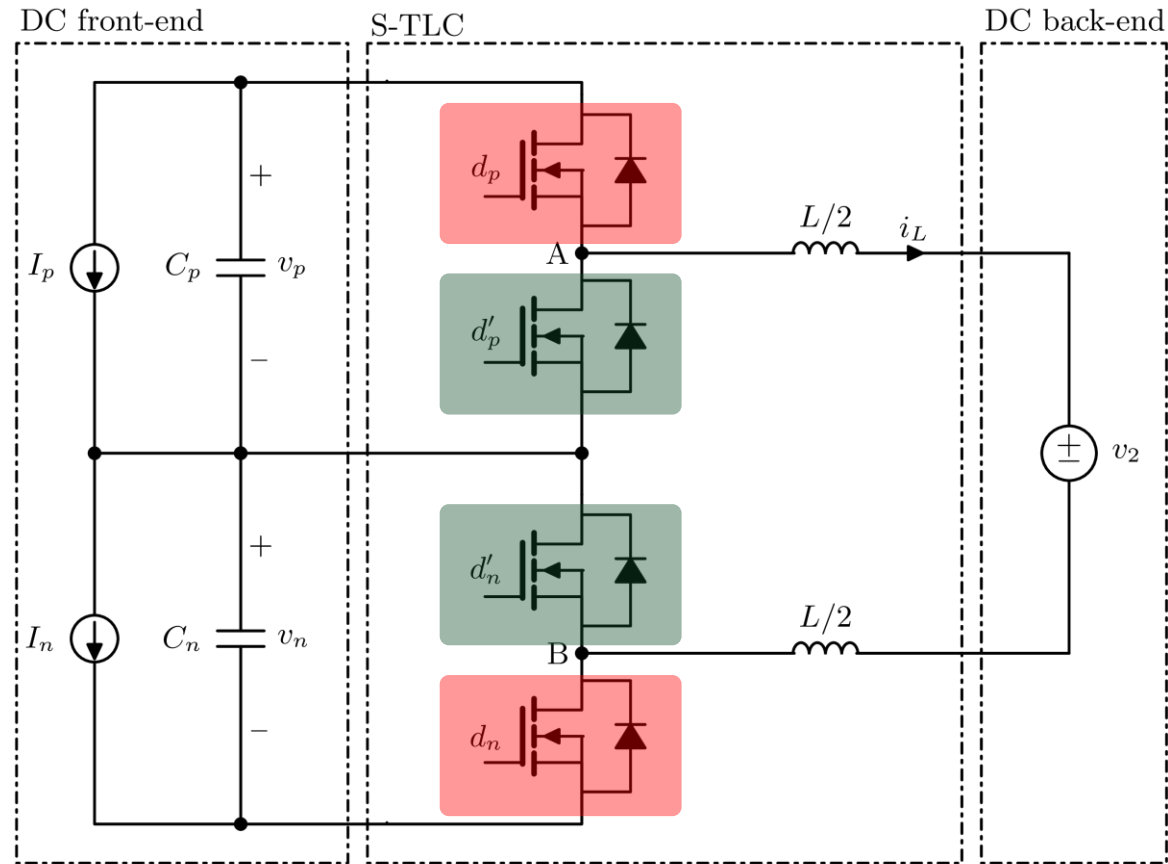 DC front-end
S-TLC
DC back-end
+
d_p
L/2
i_L
A
I_p
C_p
v_p
d'_p
−
±
v_2
+
d'_n
L/2
I_n
C_n
v_n
B
−
d_n